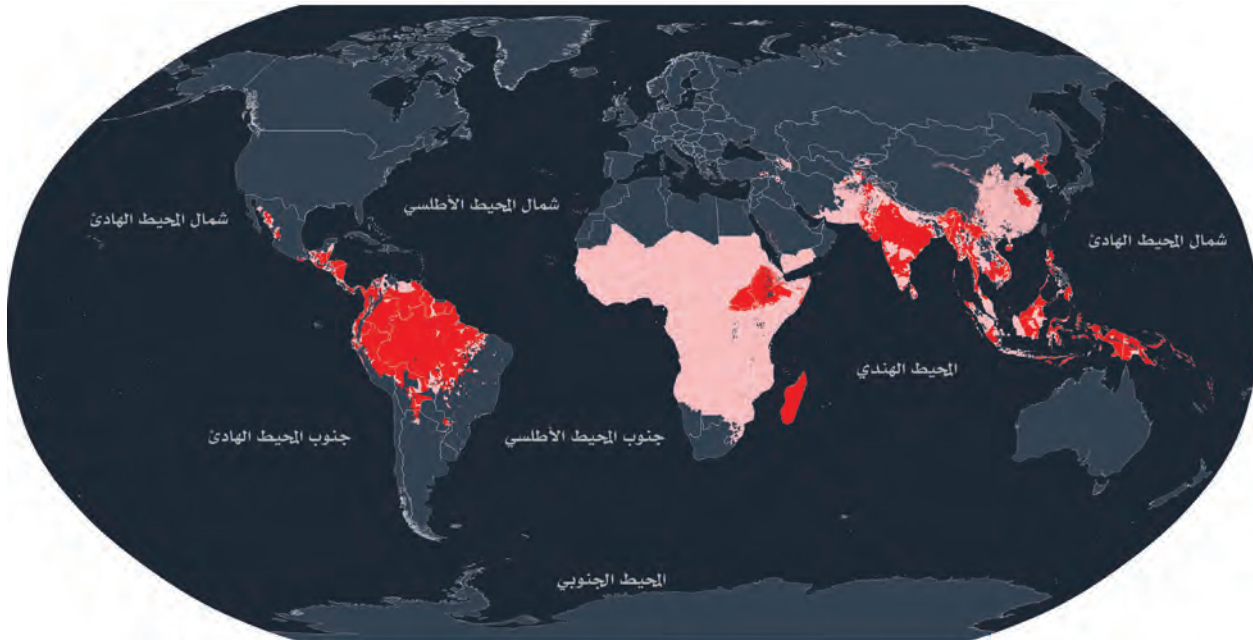 شمال المحيط الأطلسي
شمال المحيط الهادئ
شمال المحيط الهادئ
المحيط الهندي
جنوب المحيط الأطلسي
جنوب المحيط الهادئ
المحيط الجنوبي